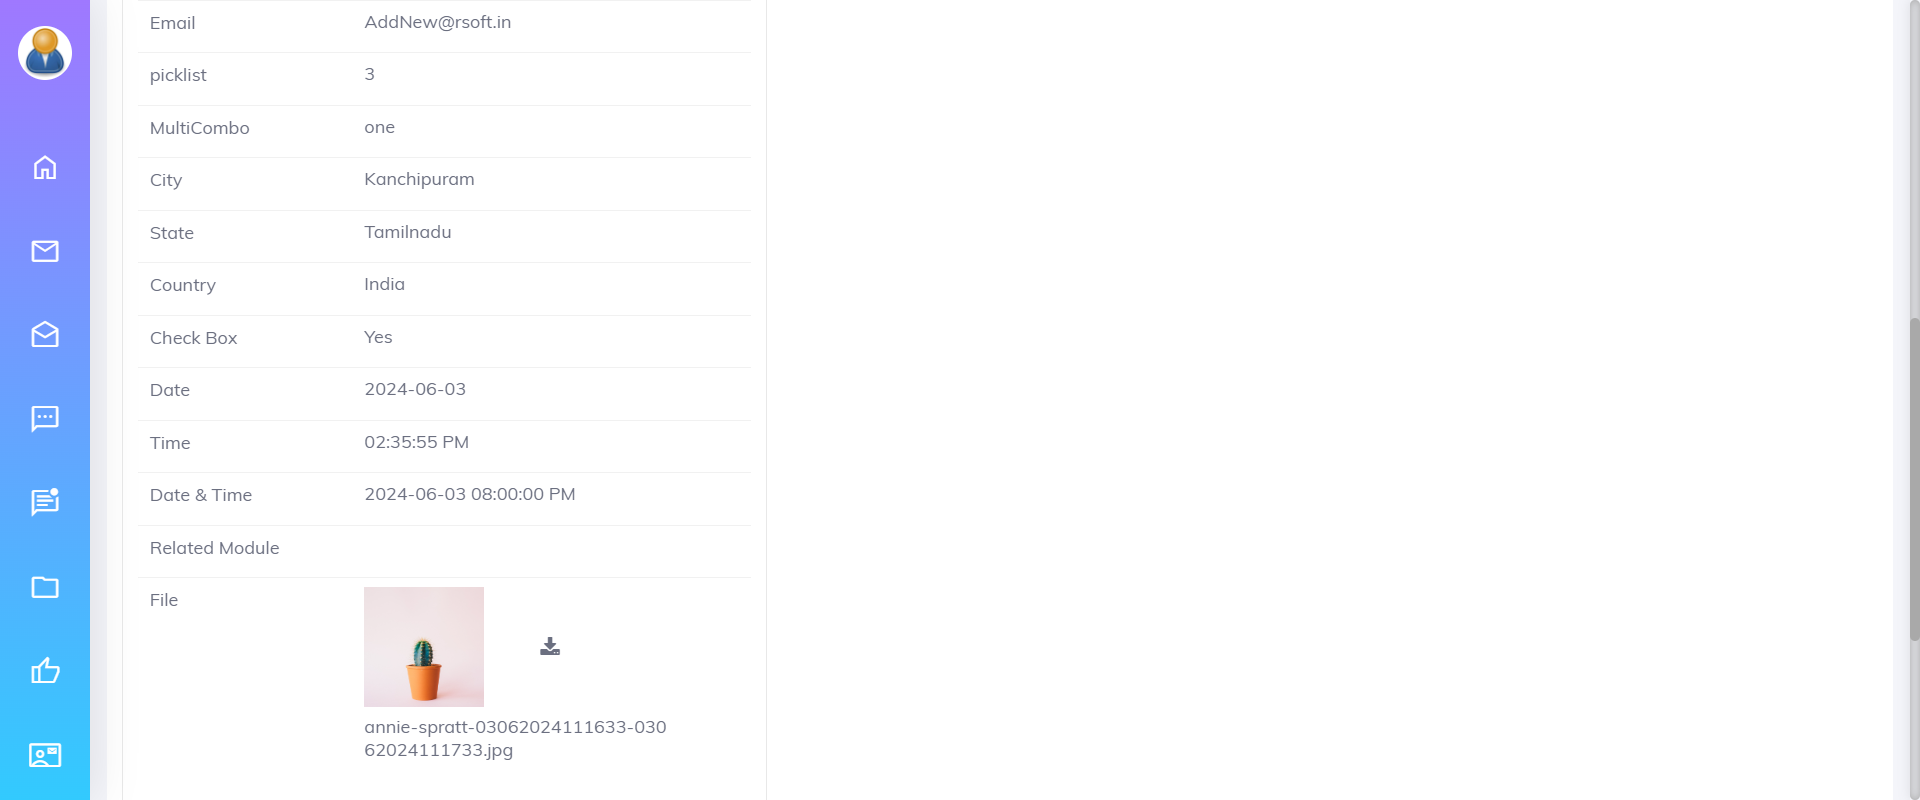 Email AddNew@rsoft.in
picklist 3
MultiCombo one
City Kanchipuram
State Tamilnadu
Country India
Check Box Yes
Date 2024-06-03
Time 02:35:55 PM
Date & Time 2024-06-03 08:00:00 PM
Related Module
File
annie-spratt-03062024111633-030
62024111733.jpg